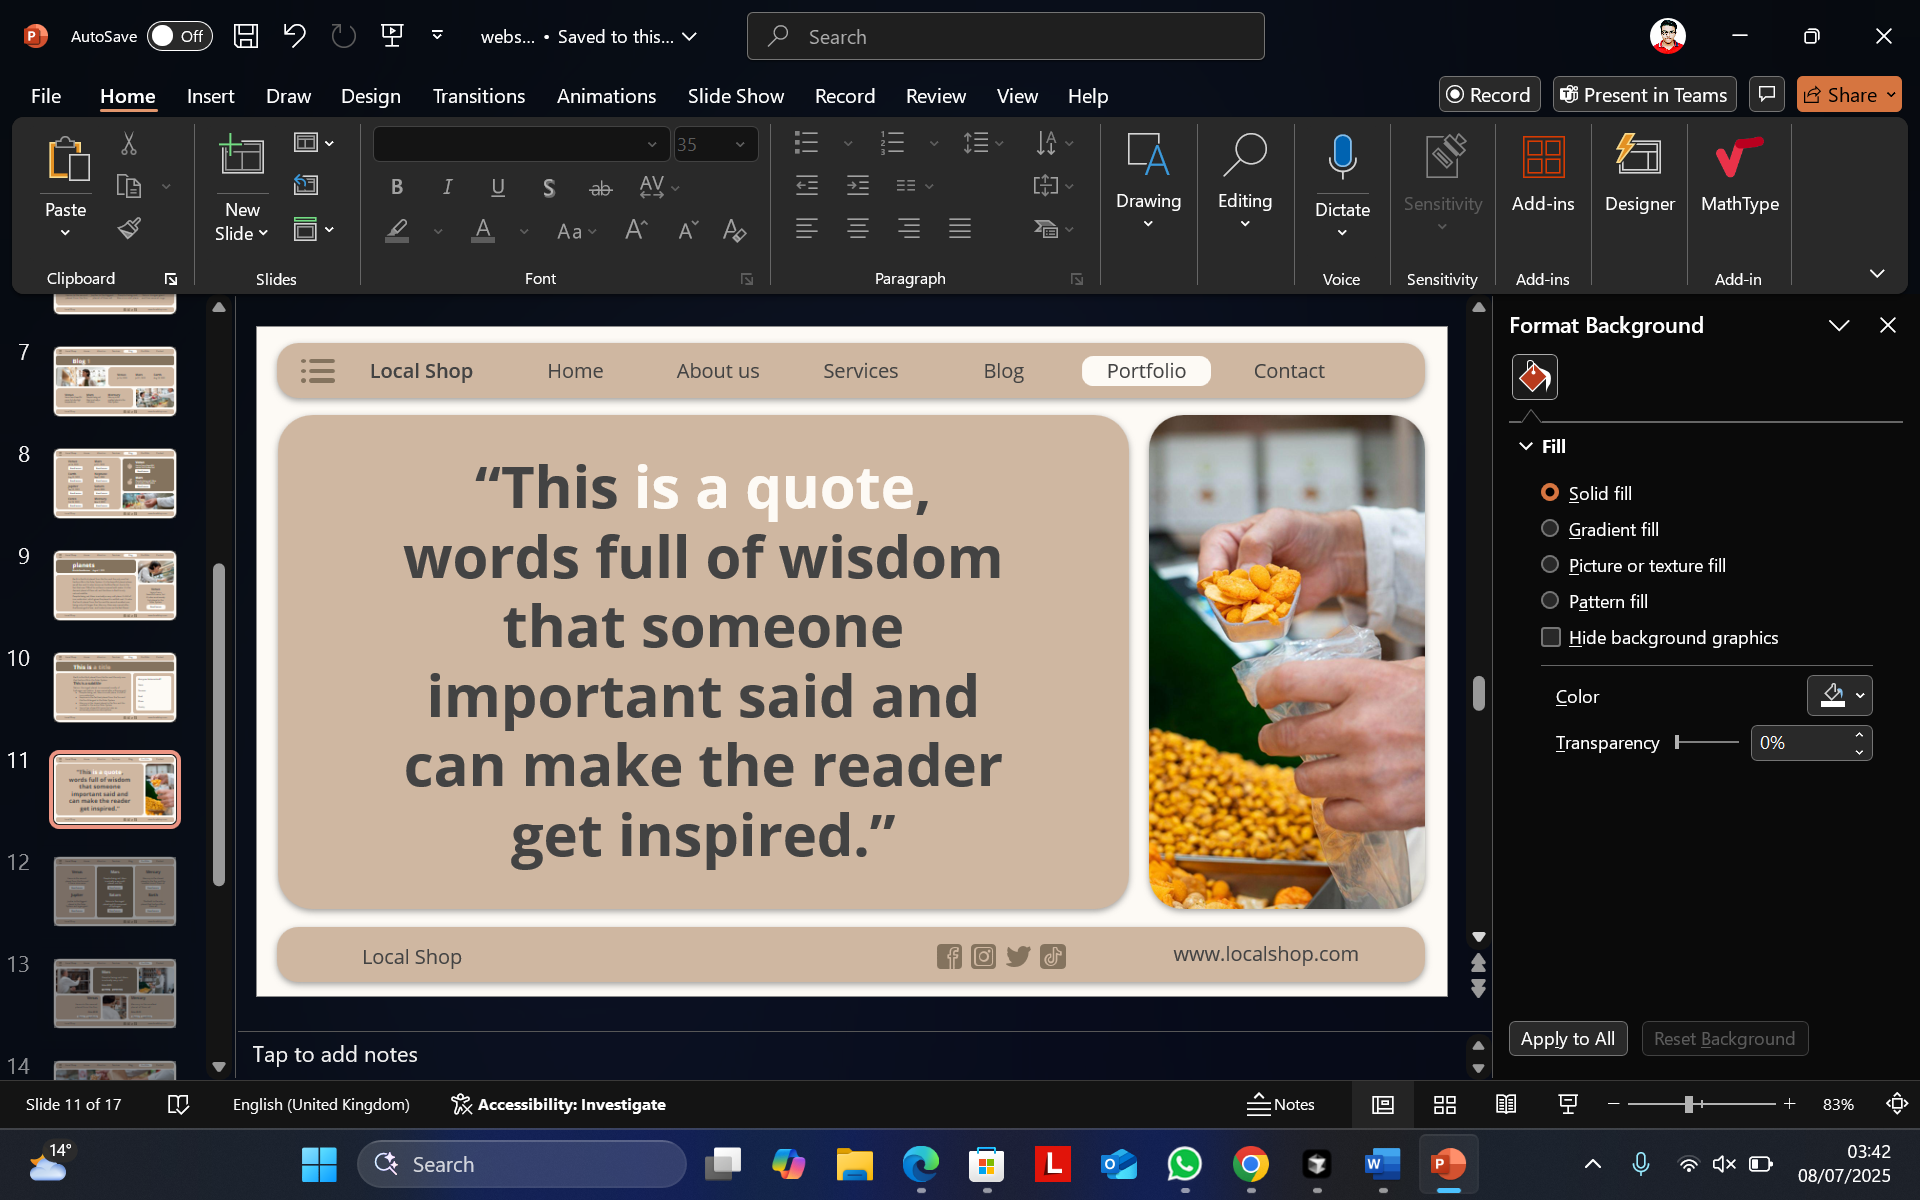 AutoSave Off webs... • Saved to this... Search
File Home Insert Draw Design Transitions Animations Slide Show Record Review View Help Record Present in Teams Share
Paste
Clipboard
New Slide
Slides
35
B I U S ab AV
A Aa A A A
Font
Paragraph
Drawing
Editing
Dictate
Voice
Sensitivity
Sensitivity
Add-ins
Add-ins
Designer
MathType
Add-in
7
8
9
10
11
12
13
14
Local Shop Home About us Services Blog Portfolio Contact
“This is a quote,
words full of wisdom
that someone
important said and
can make the reader
get inspired.”
Local Shop www.localshop.com
Tap to add notes
Format Background
Fill
Solid fill
Gradient fill
Picture or texture fill
Pattern fill
Hide background graphics
Color
Transparency 0%
Apply to All Reset Background
Slide 11 of 17 English (United Kingdom) Accessibility: Investigate Notes 83%
14° Search 03:42
08/07/2025